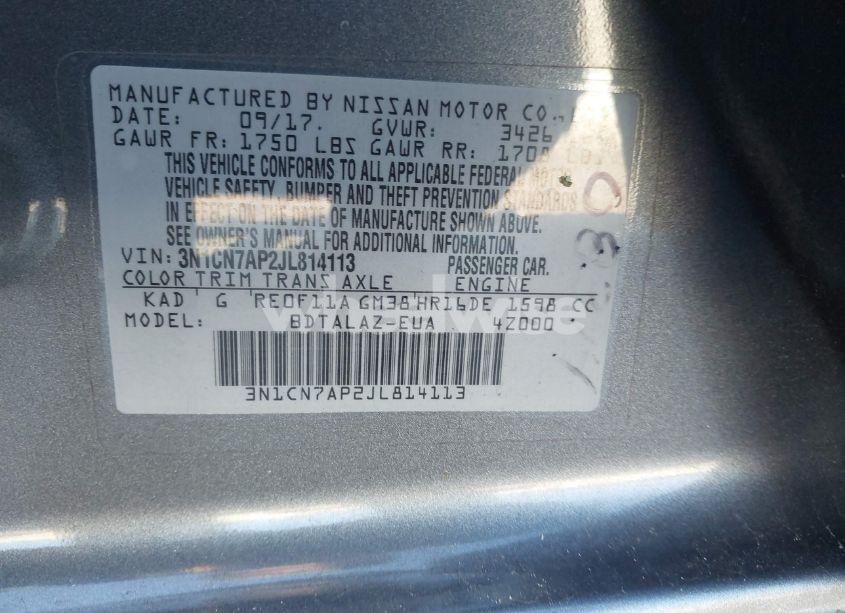 MANUFACTURED BY NISSAN MOTOR CO.,
DATE: 09/17. GVWR: 3426
GAWR FR: 1750 LBS GAWR RR: 1708 LBS
THIS VEHICLE CONFORMS TO ALL APPLICABLE FEDERAL MOTOR
VEHICLE SAFETY, BUMPER AND THEFT PREVENTION STANDARDS
IN EFFECT ON THE DATE OF MANUFACTURE SHOWN ABOVE.
SEE OWNER'S MANUAL FOR ADDITIONAL INFORMATION.
VIN: 3N1CN7AP2JL814113 PASSENGER CAR.
COLOR TRIM TRANS AXLE ENGINE
KAD G RE0F11A GM38 HR16DE 1598 CC
MODEL: BDTALAZ-EUA 4Z000
3N1CN7AP2JL814113